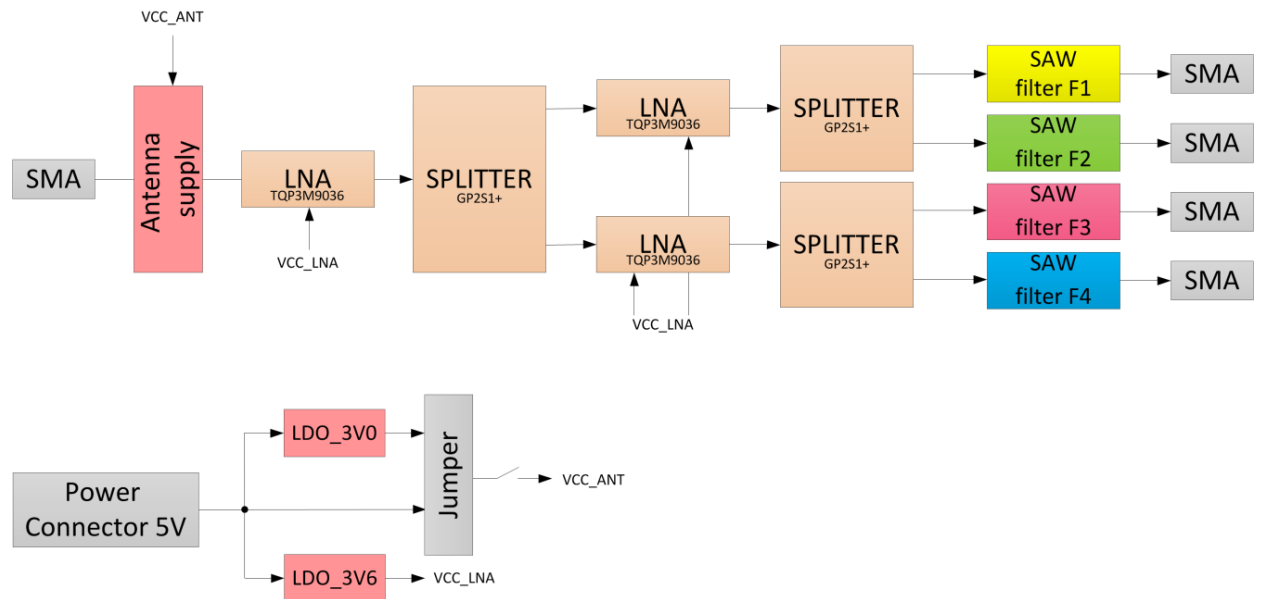 VCC_ANT
SMA
Antenna
supply
LNA
TQP3M9036
VCC_LNA
SPLITTER
GP2S1+
LNA
TQP3M9036
LNA
TQP3M9036
VCC_LNA
SPLITTER
GP2S1+
SPLITTER
GP2S1+
SAW
filter F1
SMA
SAW
filter F2
SMA
SAW
filter F3
SMA
SAW
filter F4
SMA
Power
Connector 5V
LDO_3V0
Jumper
VCC_ANT
LDO_3V6
VCC_LNA